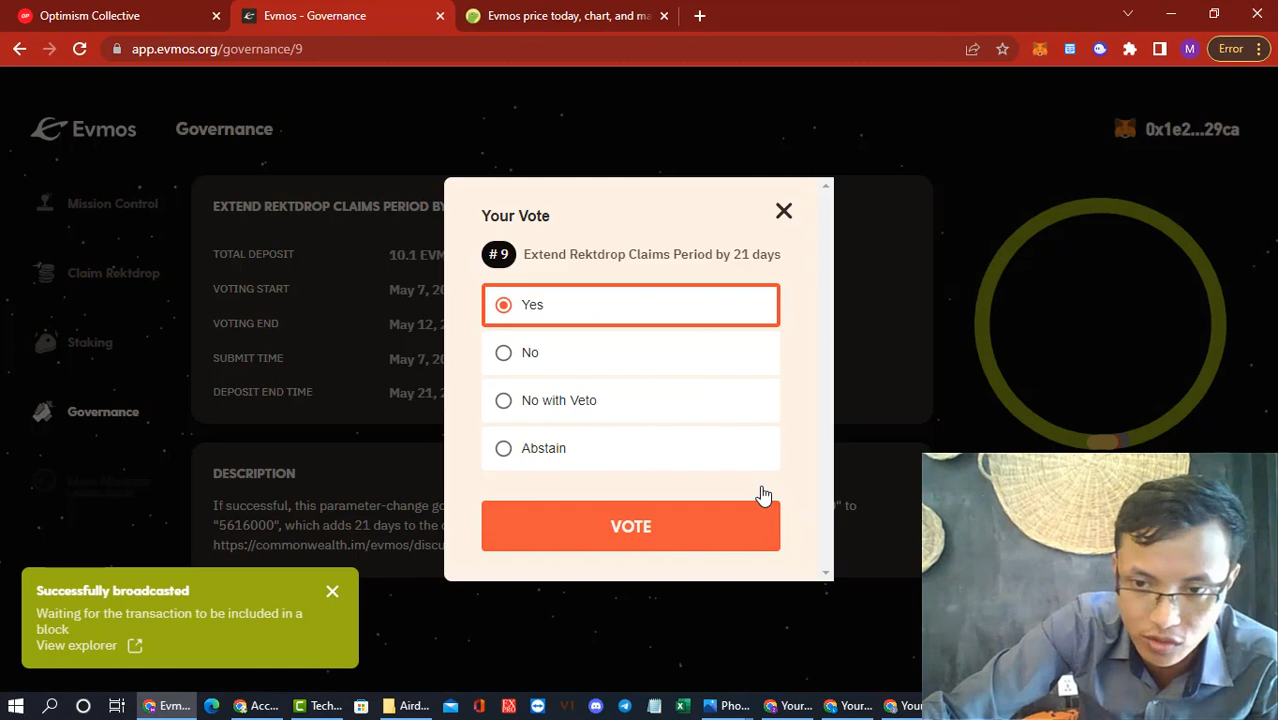 Optimism Collective
Evmos - Governance
Evmos price today, chart, and ma
app.evmos.org/governance/9
M
Error
Evmos
Governance
0x1e2...29ca
Mission Control
Claim Rektdrop
Staking
Governance
EXTEND REKTDROP CLAIMS PERIOD BY
TOTAL DEPOSIT
10.1 EVM
VOTING START
May 7, 20
VOTING END
May 12,
SUBMIT TIME
May 7, 20
DEPOSIT END TIME
May 21, 2
DESCRIPTION
If successful, this parameter-change go
" to
"5616000", which adds 21 days to the c
https://commonwealth.im/evmos/discu
Your Vote
#9 Extend Rektdrop Claims Period by 21 days
Yes
No
No with Veto
Abstain
VOTE
Successfully broadcasted
Waiting for the transaction to be included in a
block
View explorer
Evm...
Acc...
Tech...
Aird...
Pho...
Your...
Your...
You